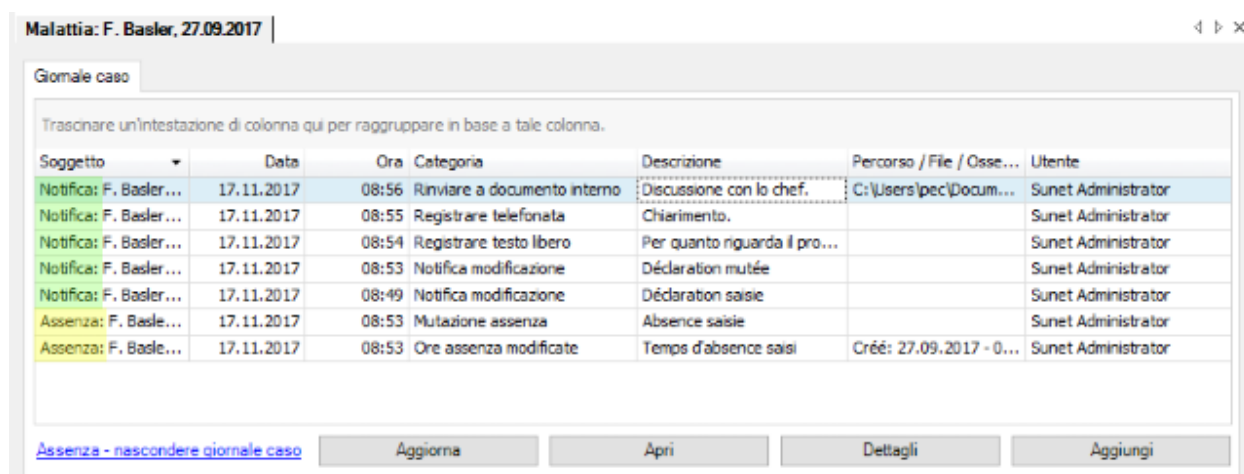 Malattia: F. Basler, 27.09.2017
Giornale caso
Trascinare un'intestazione di colonna qui per raggruppare in base a tale colonna.
Soggetto Data Ora Categoria Descrizione Percorso / File / Osse... Utente
Notifica: F. Basler... 17.11.2017 08:56 Rinviare a documento interno Discussione con lo chef. C:\Users\pec\Docum... Sunet Administrator
Notifica: F. Basler... 17.11.2017 08:55 Registrare telefonata Chiarimento. Sunet Administrator
Notifica: F. Basler... 17.11.2017 08:54 Registrare testo libero Per quanto riguarda il pro... Sunet Administrator
Notifica: F. Basler... 17.11.2017 08:53 Notifica modificazione Déclaration mutée Sunet Administrator
Notifica: F. Basler... 17.11.2017 08:49 Notifica modificazione Déclaration saisie Sunet Administrator
Assenza: F. Basle... 17.11.2017 08:53 Mutazione assenza Absence saisie Sunet Administrator
Assenza: F. Basle... 17.11.2017 08:53 Ore assenza modificate Temps d'absence saisi Créé: 27.09.2017 - 0... Sunet Administrator
Assenza - nascondere giornale caso Aggiorna Apri Dettagli Aggiungi